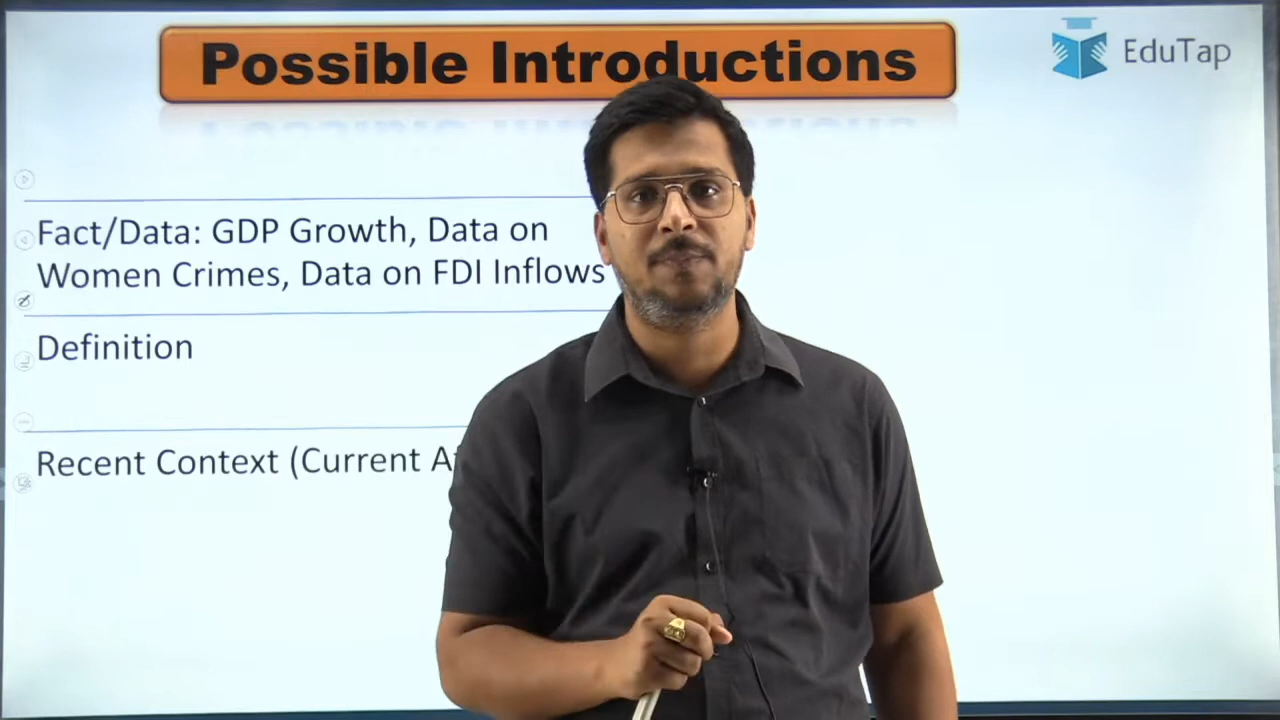 Possible Introductions
EduTap
Fact/Data: GDP Growth, Data on
Women Crimes, Data on FDI Inflows
Definition
Recent Context (Current